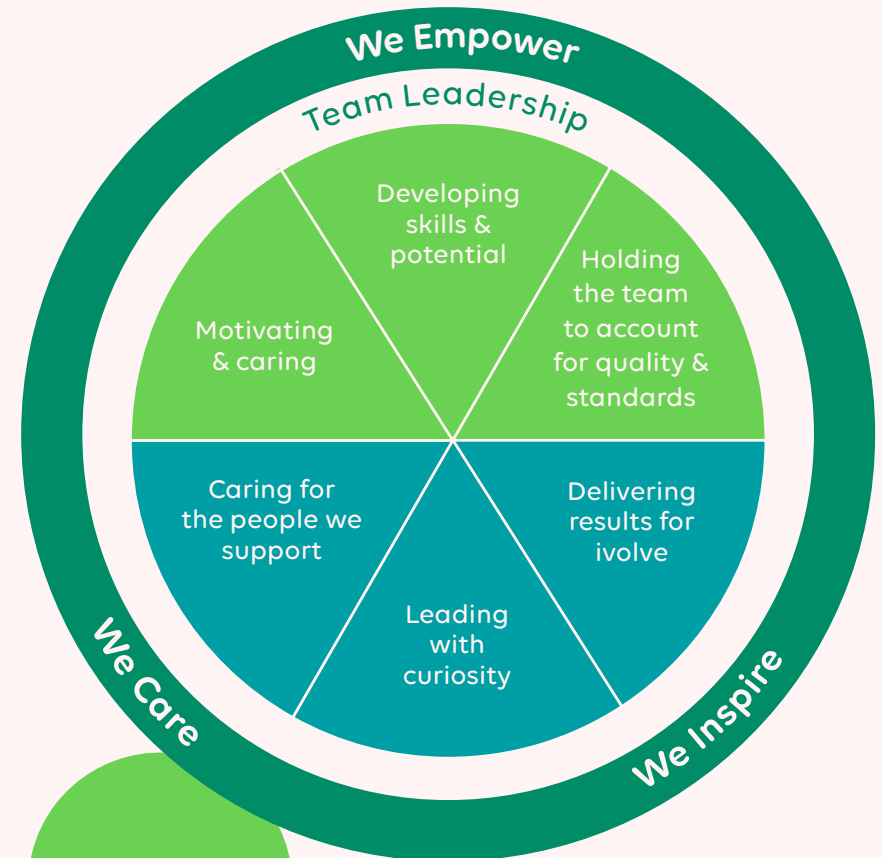 We Empower
Team Leadership
Developing
skills &
potential
Holding
the team
to account
for quality &
standards
Motivating
& caring
Caring for
the people we
support
Delivering
results for
ivolve
Leading
with
curiosity
We Care
We Inspire